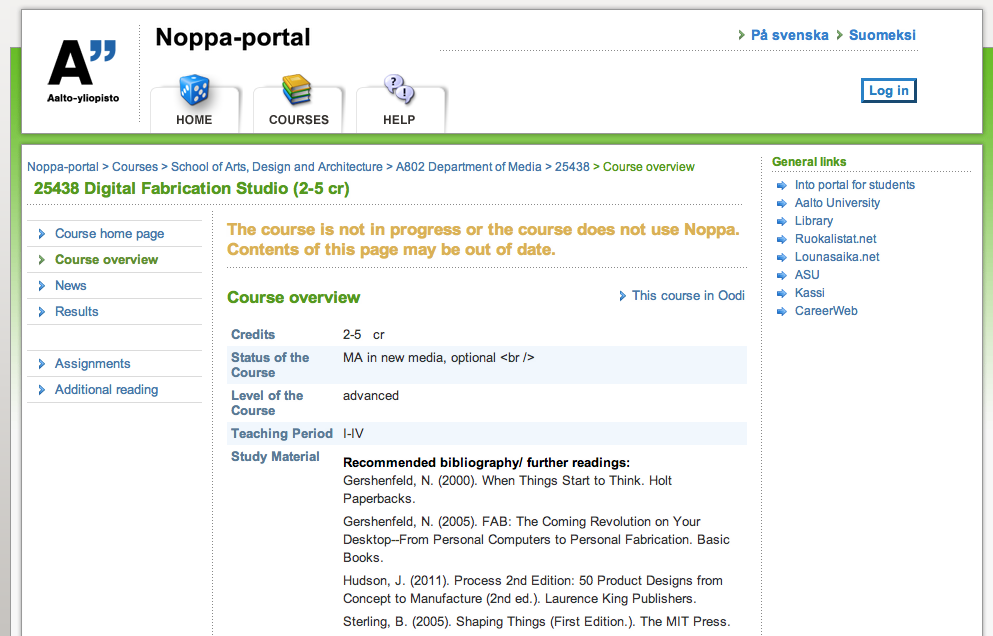 A”
Aalto-yliopisto
Noppa-portal
På svenska
Suomeksi
HOME
COURSES
HELP
? !
Log in
Noppa-portal > Courses > School of Arts, Design and Architecture > A802 Department of Media > 25438 > Course overview
25438 Digital Fabrication Studio (2-5 cr)
Course home page
Course overview
News
Results
Assignments
Additional reading
The course is not in progress or the course does not use Noppa.
Contents of this page may be out of date.
Course overview
This course in Oodi
Credits 2-5 cr
Status of the MA in new media, optional <br />
Course
Level of the advanced
Course
Teaching Period I-IV
Study Material
Recommended bibliography/ further readings:
Gershenfeld, N. (2000). When Things Start to Think. Holt
Paperbacks.
Gershenfeld, N. (2005). FAB: The Coming Revolution on Your
Desktop--From Personal Computers to Personal Fabrication. Basic
Books.
Hudson, J. (2011). Process 2nd Edition: 50 Product Designs from
Concept to Manufacture (2nd ed.). Laurence King Publishers.
Sterling, B. (2005). Shaping Things (First Edition.). The MIT Press.
General links
Into portal for students
Aalto University
Library
Ruokalistat.net
Lounasaika.net
ASU
Kassi
CareerWeb